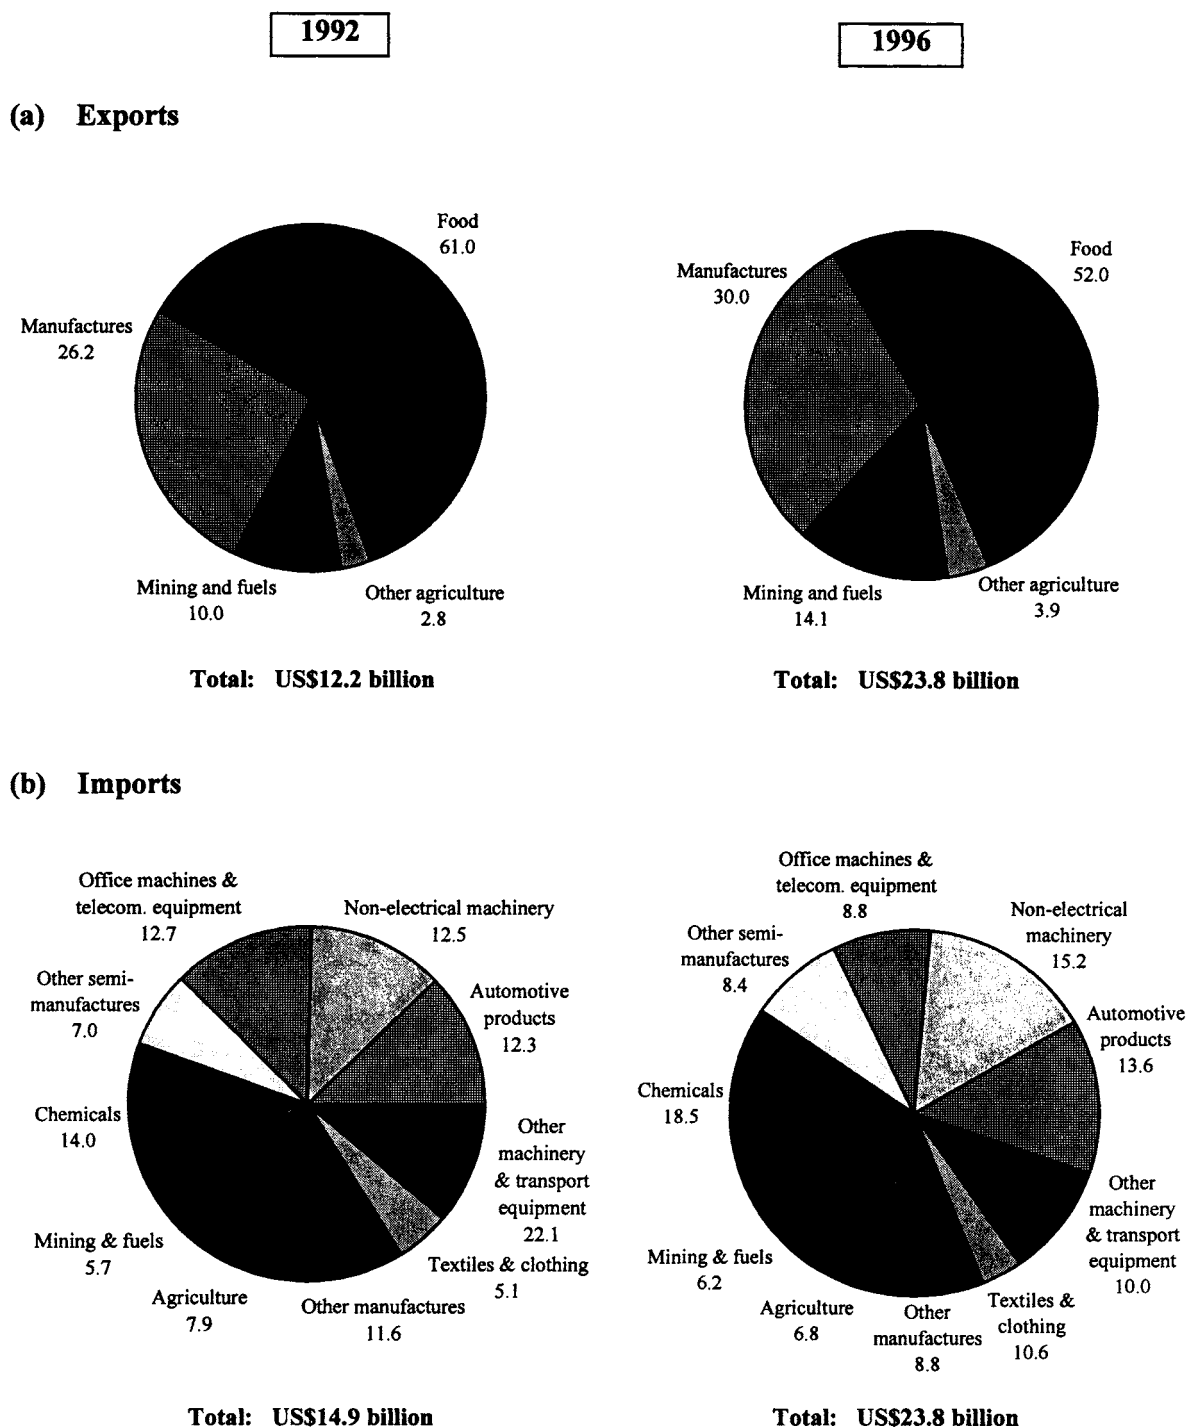 1992
1996
(a) Exports
Food
61.0
Manufactures
26.2
Mining and fuels
10.0
Other agriculture
2.8
Total: US$12.2 billion
Food
52.0
Manufactures
30.0
Mining and fuels
14.1
Other agriculture
3.9
Total: US$23.8 billion
(b) Imports
Office machines &
telecom. equipment
12.7
Non-electrical machinery
12.5
Other semi-
manufactures
7.0
Automotive
products
12.3
Chemicals
14.0
Other
machinery
& transport
equipment
22.1
Mining & fuels
5.7
Textiles & clothing
5.1
Agriculture
7.9
Other manufactures
11.6
Total: US$14.9 billion
Office machines &
telecom. equipment
8.8
Non-electrical
machinery
15.2
Other semi-
manufactures
8.4
Automotive
products
13.6
Chemicals
18.5
Other
machinery
& transport
equipment
10.0
Mining & fuels
6.2
Textiles &
clothing
10.6
Agriculture
6.8
Other
manufactures
8.8
Total: US$23.8 billion